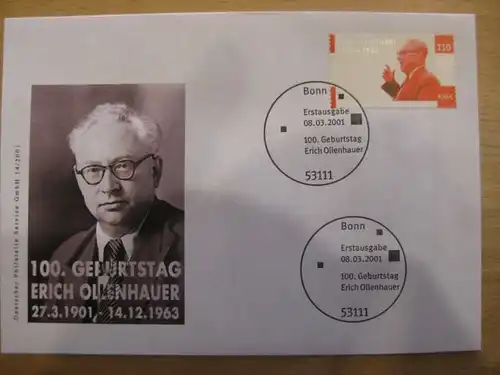 Deutscher Philatelie Service GmbH 14/2001
100. GEBURTSTAG
ERICH OLLENHAUER
27.3.1901 - 14.12.1963
110
Bonn
Erstausgabe
08.03.2001
100. Geburtstag
Erich Ollenhauer
53111
Bonn
Erstausgabe
08.03.2001
100. Geburtstag
Erich Ollenhauer
53111